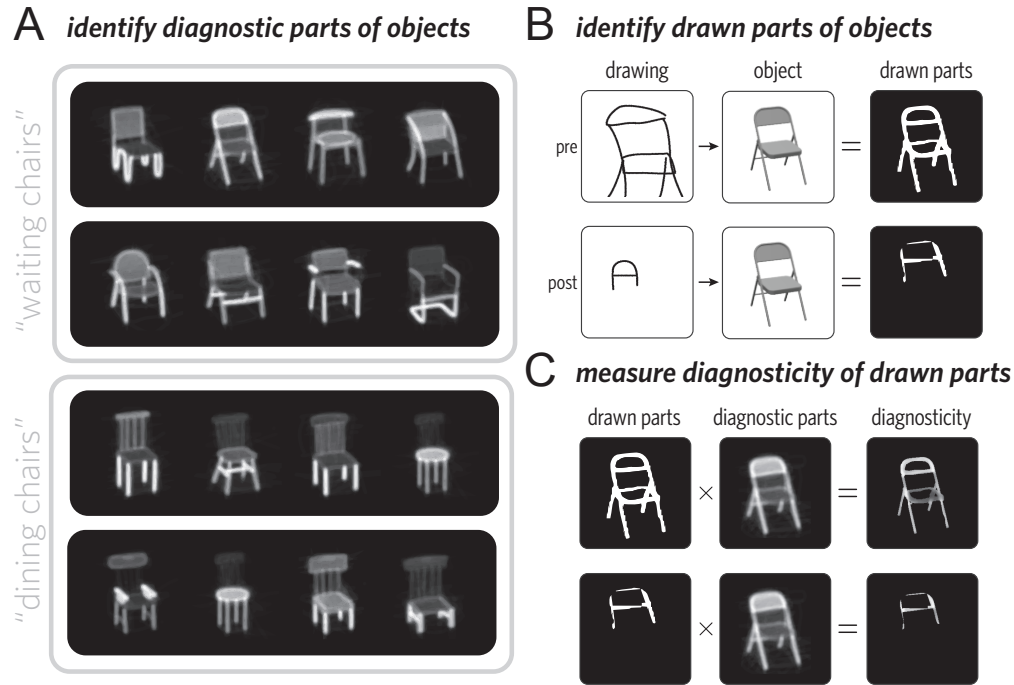 A identify diagnostic parts of objects
"waiting chairs"
"dining chairs"
B identify drawn parts of objects
drawing object drawn parts
pre → =
post → =
C measure diagnosticity of drawn parts
drawn parts diagnostic parts diagnosticity
× =
× =